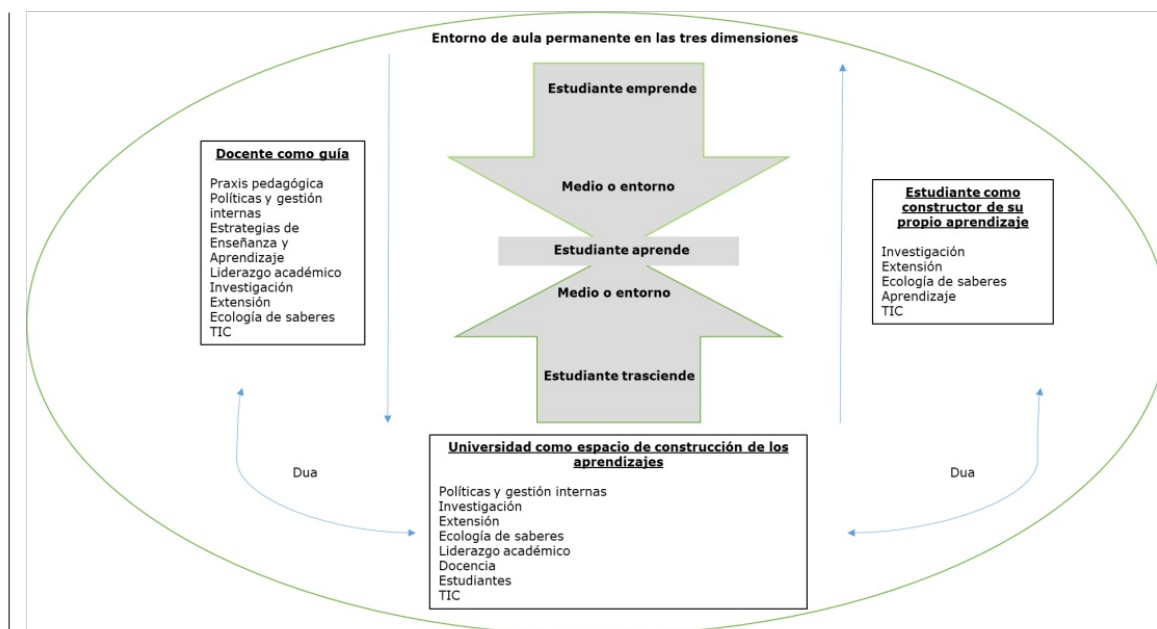 Entorno de aula permanente en las tres dimensiones
Estudiante emprende
Docente como guía
Praxis pedagógica
Políticas y gestión
internas
Estrategias de
Enseñanza y
Aprendizaje
Liderazgo académico
Investigación
Extensión
Ecología de saberes
TIC
Medio o entorno
Estudiante aprende
Medio o entorno
Estudiante trasciende
Estudiante como
constructor de su
propio aprendizaje
Investigación
Extensión
Ecología de saberes
Aprendizaje
TIC
Dua
Universidad como espacio de construcción de los
aprendizajes
Políticas y gestión internas
Investigación
Extensión
Ecología de saberes
Liderazgo académico
Docencia
Estudiantes
TIC
Dua